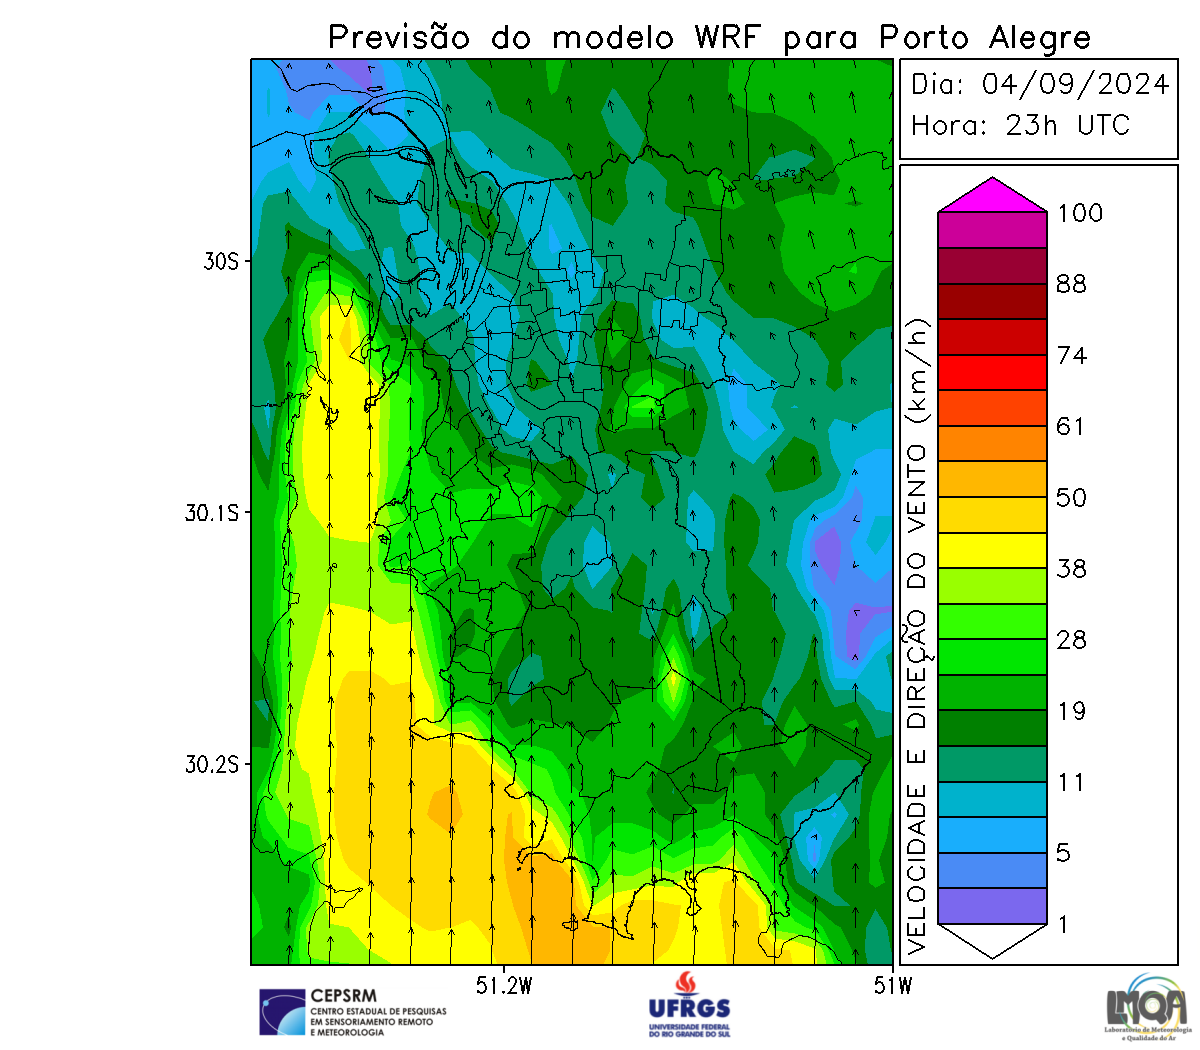 Previsão do modelo WRF para Porto Alegre
Dia: 04/09/2024
Hora: 23h UTC
30S
30.1S
30.2S
51.2W
51W
VELOCIDADE E DIREÇÃO DO VENTO (km/h)
100
88
74
61
50
38
28
19
11
5
1
CEPSRM
CENTRO ESTADUAL DE PESQUISAS
EM SENSORIAMENTO REMOTO
E METEOROLOGIA
UFRGS
UNIVERSIDADE FEDERAL
DO RIO GRANDE DO SUL
LMQA
Laboratório de Meteorologia
e Qualidade do Ar